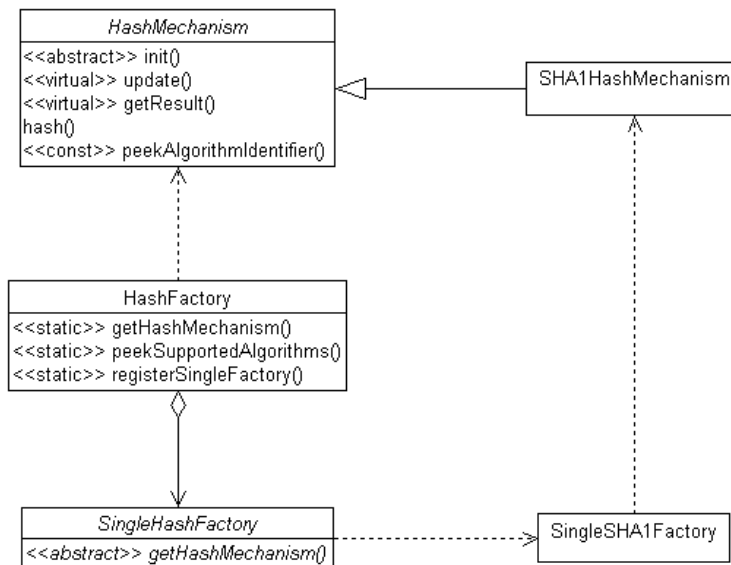 HashMechanism
<<abstract>> init()
<<virtual>> update()
<<virtual>> getResult()
hash()
<<const>> peekAlgorithmIdentifier()
SHA1HashMechanism
HashFactory
<<static>> getHashMechanism()
<<static>> peekSupportedAlgorithms()
<<static>> registerSingleFactory()
SingleHashFactory
<<abstract>> getHashMechanism()
SingleSHA1Factory